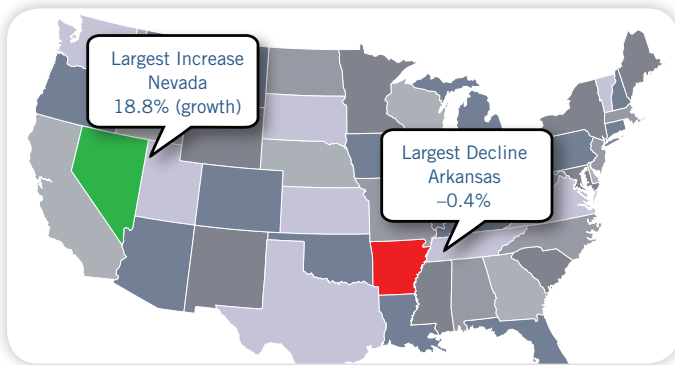 Largest Increase
Nevada
18.8% (growth)
Largest Decline
Arkansas
–0.4%